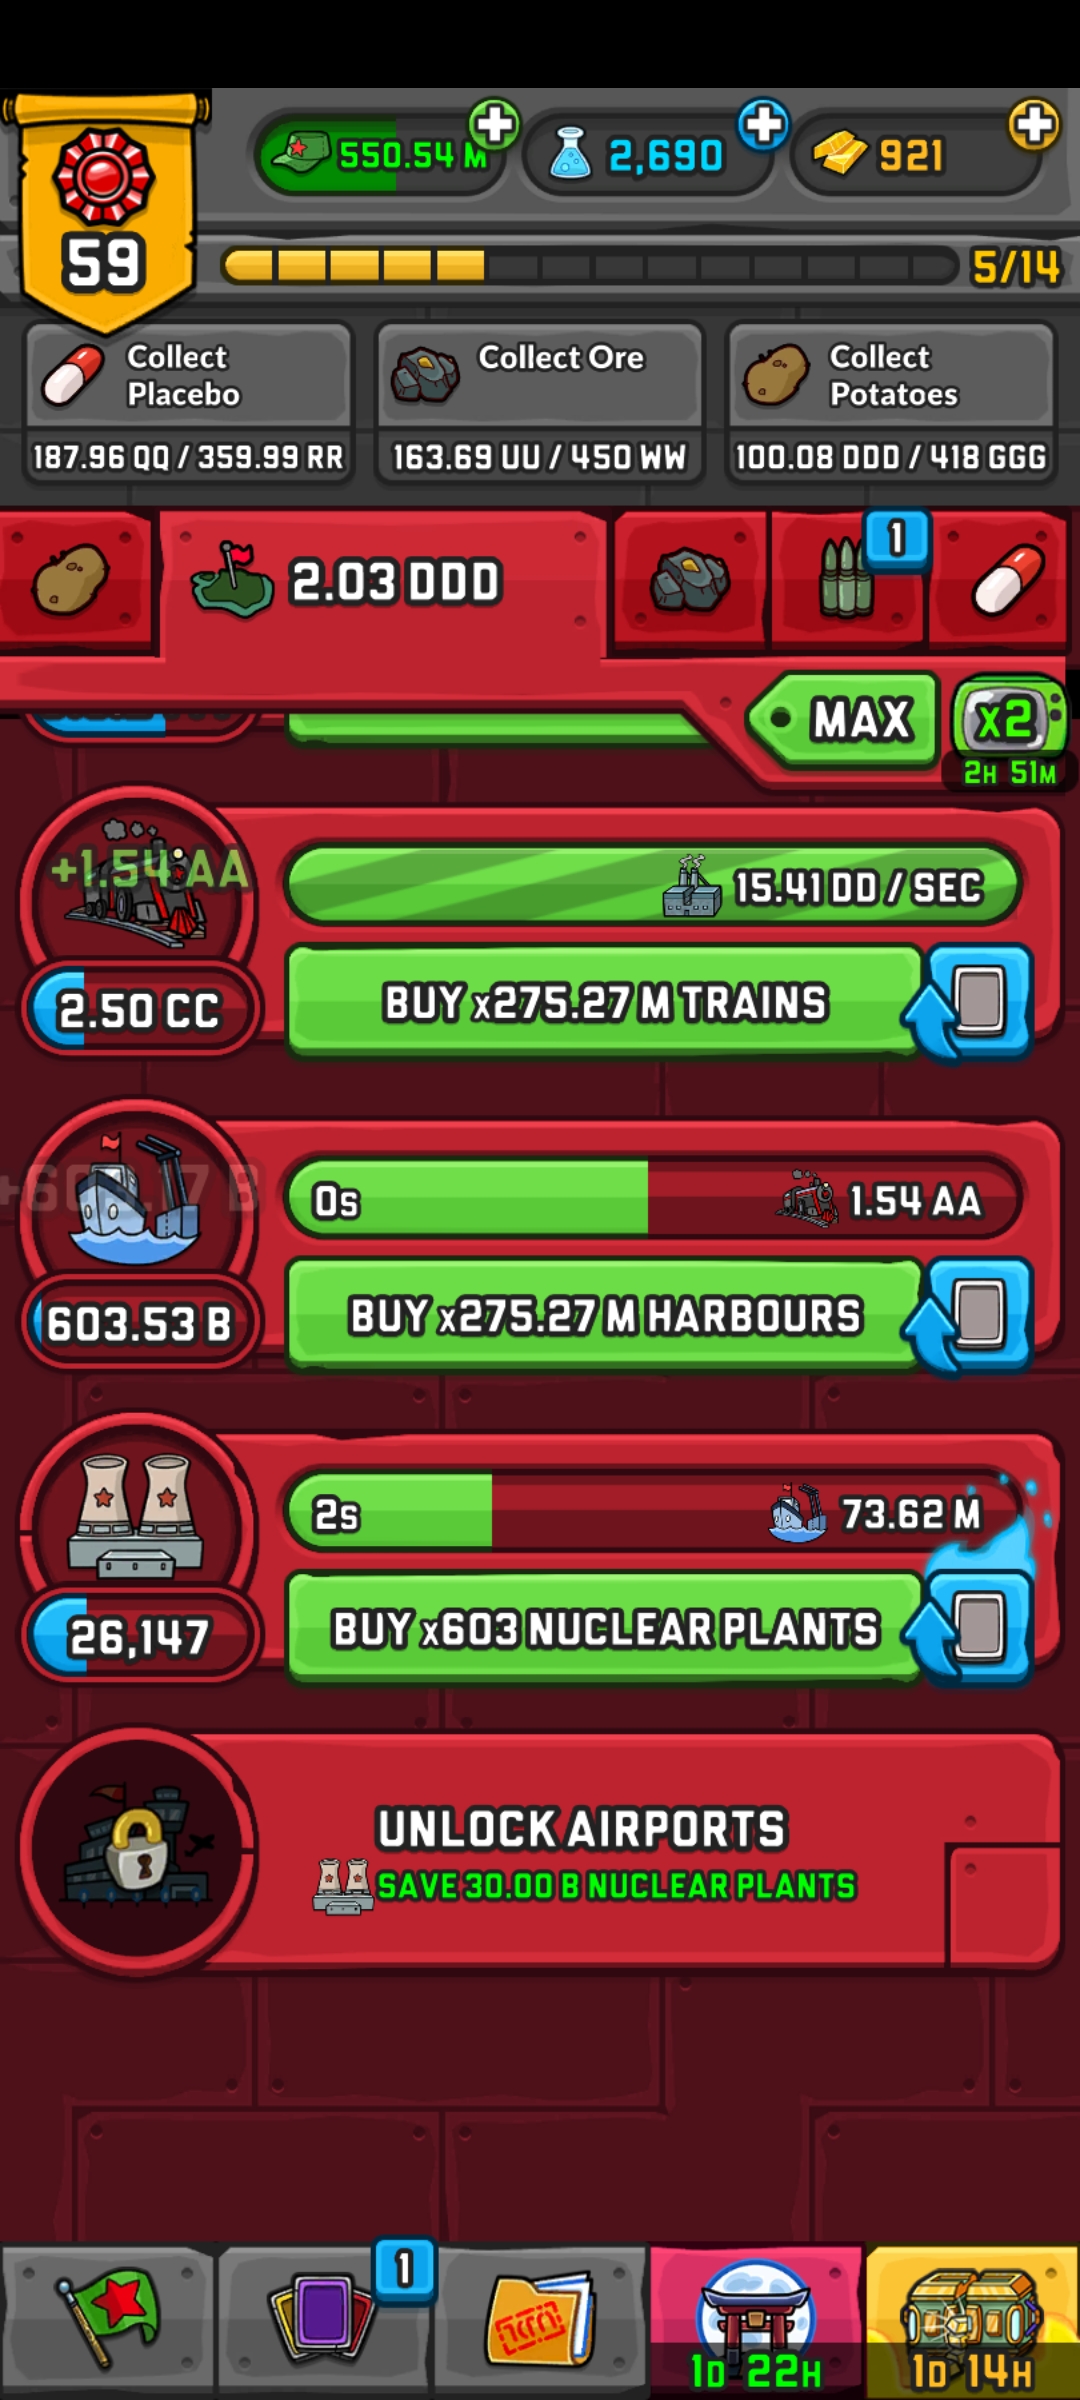 550.54 M
2,690
921
59
5/14
Collect
Placebo
187.96 QQ / 359.99 RR
Collect Ore
163.69 UU / 450 WW
Collect
Potatoes
100.08 DDD / 418 GGG
2.03 DDD
1
MAX
x2
2H 51M
+1.54 AA
15.41 DD / SEC
2.50 CC
BUY x275.27 M TRAINS
0s
1.54 AA
603.53 B
BUY x275.27 M HARBOURS
2s
73.62 M
26,147
BUY x603 NUCLEAR PLANTS
UNLOCK AIRPORTS
SAVE 30.00 B NUCLEAR PLANTS
1
1D 22H
1D 14H